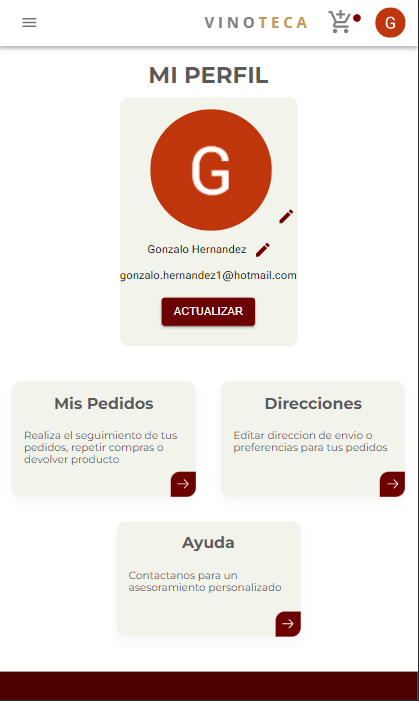 VINOTECA
G
MI PERFIL
G
Gonzalo Hernandez
gonzalo.hernandez1@hotmail.com
ACTUALIZAR
Mis Pedidos
Realiza el seguimiento de tus
pedidos, repetir compras o
devolver producto
Direcciones
Editar direccion de envio o
preferencias para tus pedidos
Ayuda
Contactanos para un
asesoramiento personalizado